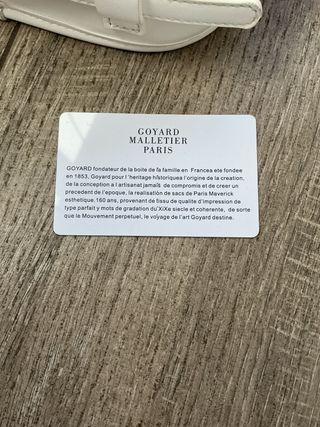 GOYARD
MALLETIER
PARIS
GOYARD fondateur de la boite de fa famille en Francea ete fondee
en 1853, Goyard pour l 'heritage historiquea l'origine de la creation,
de la conception a l artisanat jamais de compromis et de creer un
precedent de l'epoque, la realisatiòn de sacs de Paris Maverick
esthetique.160 ans, provenant de tissu de qualite d'impression de
type parfait y mots de gradation du'XiXe siecle et coherente, de sorte
que le Mouvement perpetuel, le voyage de l'art Goyard destine.